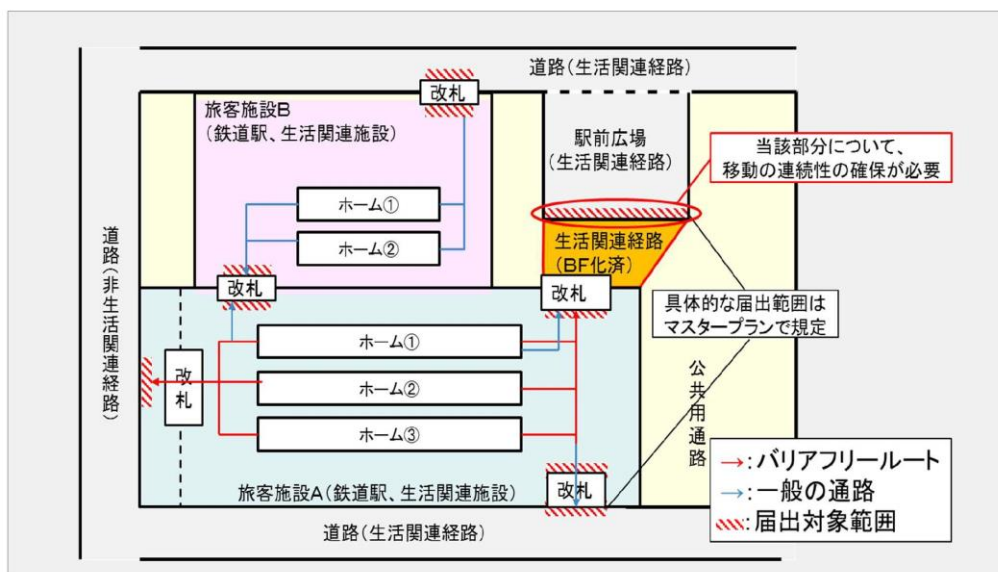 道路(生活関連経路)
改札
旅客施設B
(鉄道駅、生活関連施設)
駅前広場
(生活関連経路)
当該部分について、
移動の連続性の確保が必要
ホーム①
ホーム②
道路(非生活関連経路)
生活関連経路
(BF化済)
改札
改札
具体的な届出範囲は
マスタープランで規定
ホーム①
改札
ホーム②
ホーム③
公共用通路
→:バリアフリールート
→:一般の通路
:届出対象範囲
旅客施設A(鉄道駅、生活関連施設)
改札
道路(生活関連経路)